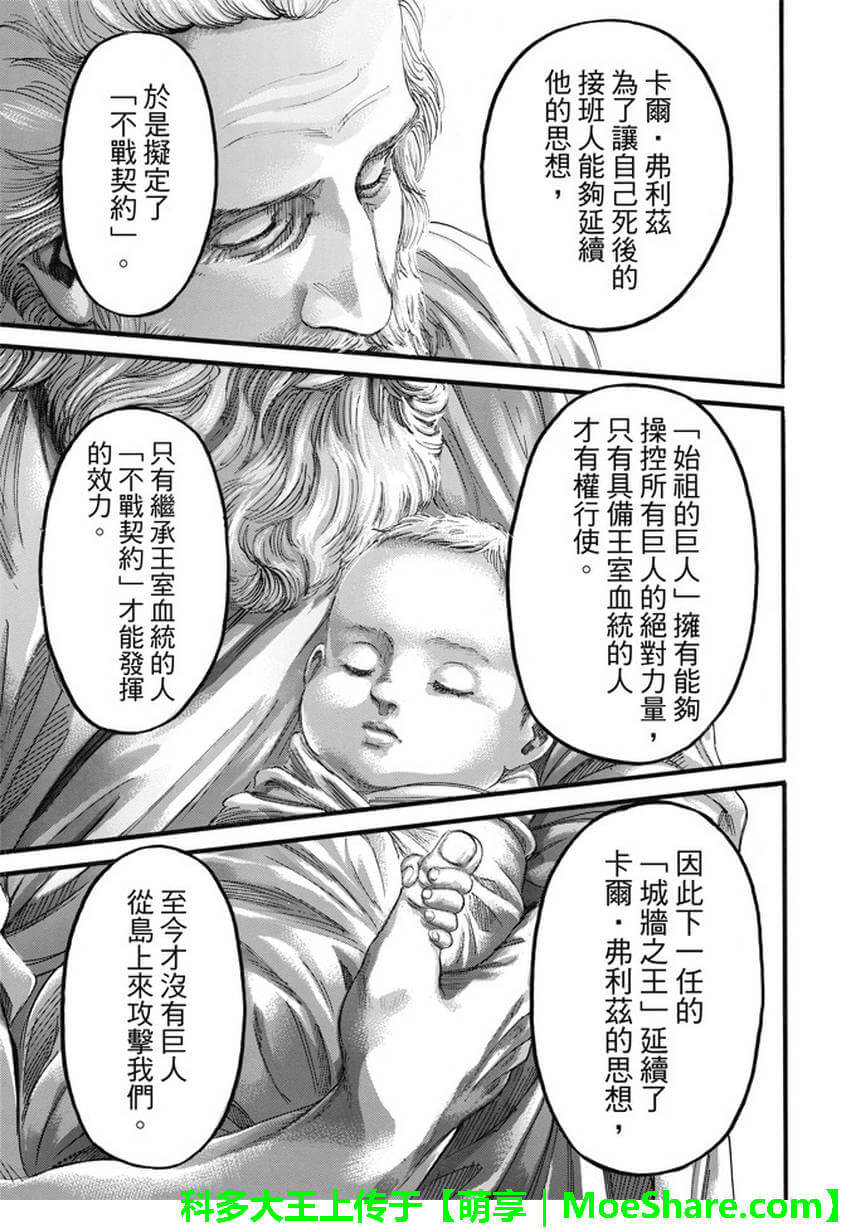 卡爾·弗利茲
為了讓自己死後的
接班人能夠延續
他的思想，
於是擬定了
「不戰契約」。
「始祖的巨人」擁有能夠
操控所有巨人的絕對力量，
只有具備王室血統的人
才有權行使。
只有繼承王室血統的人
「不戰契約」才能發揮
的效力。
因此下一任的
「城牆之王」延續了
卡爾·弗利茲的思想，
至今才沒有巨人
從島上來攻擊我們。
科多大王上传于【萌享｜MoeShare.com】